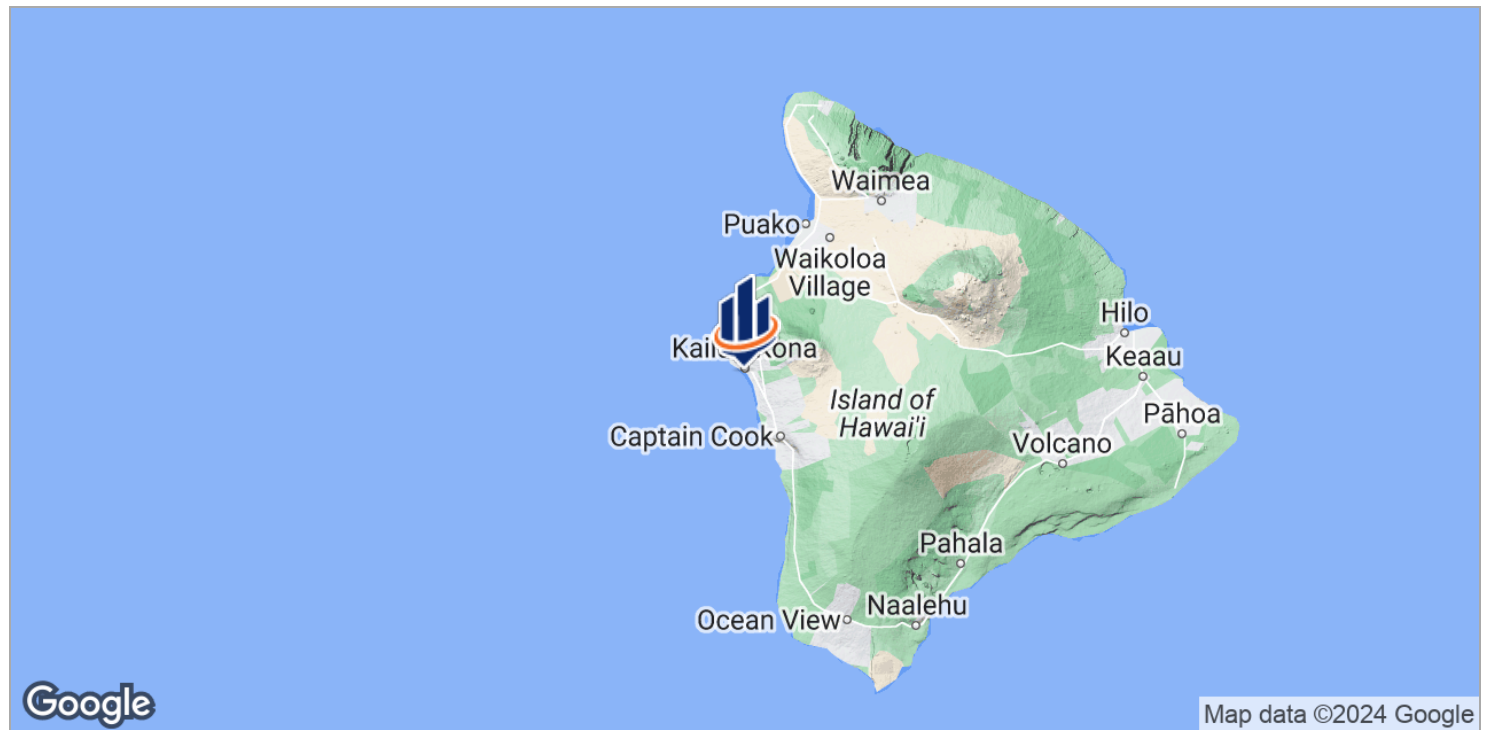 Waimea
Puako
Waikoloa
Village
Hilo
Kona
Keaau
Island of
Hawai'i
Pāhoa
Captain Cook
Volcano
Pahala
Naalehu
Ocean View
Google
Map data ©2024 Google